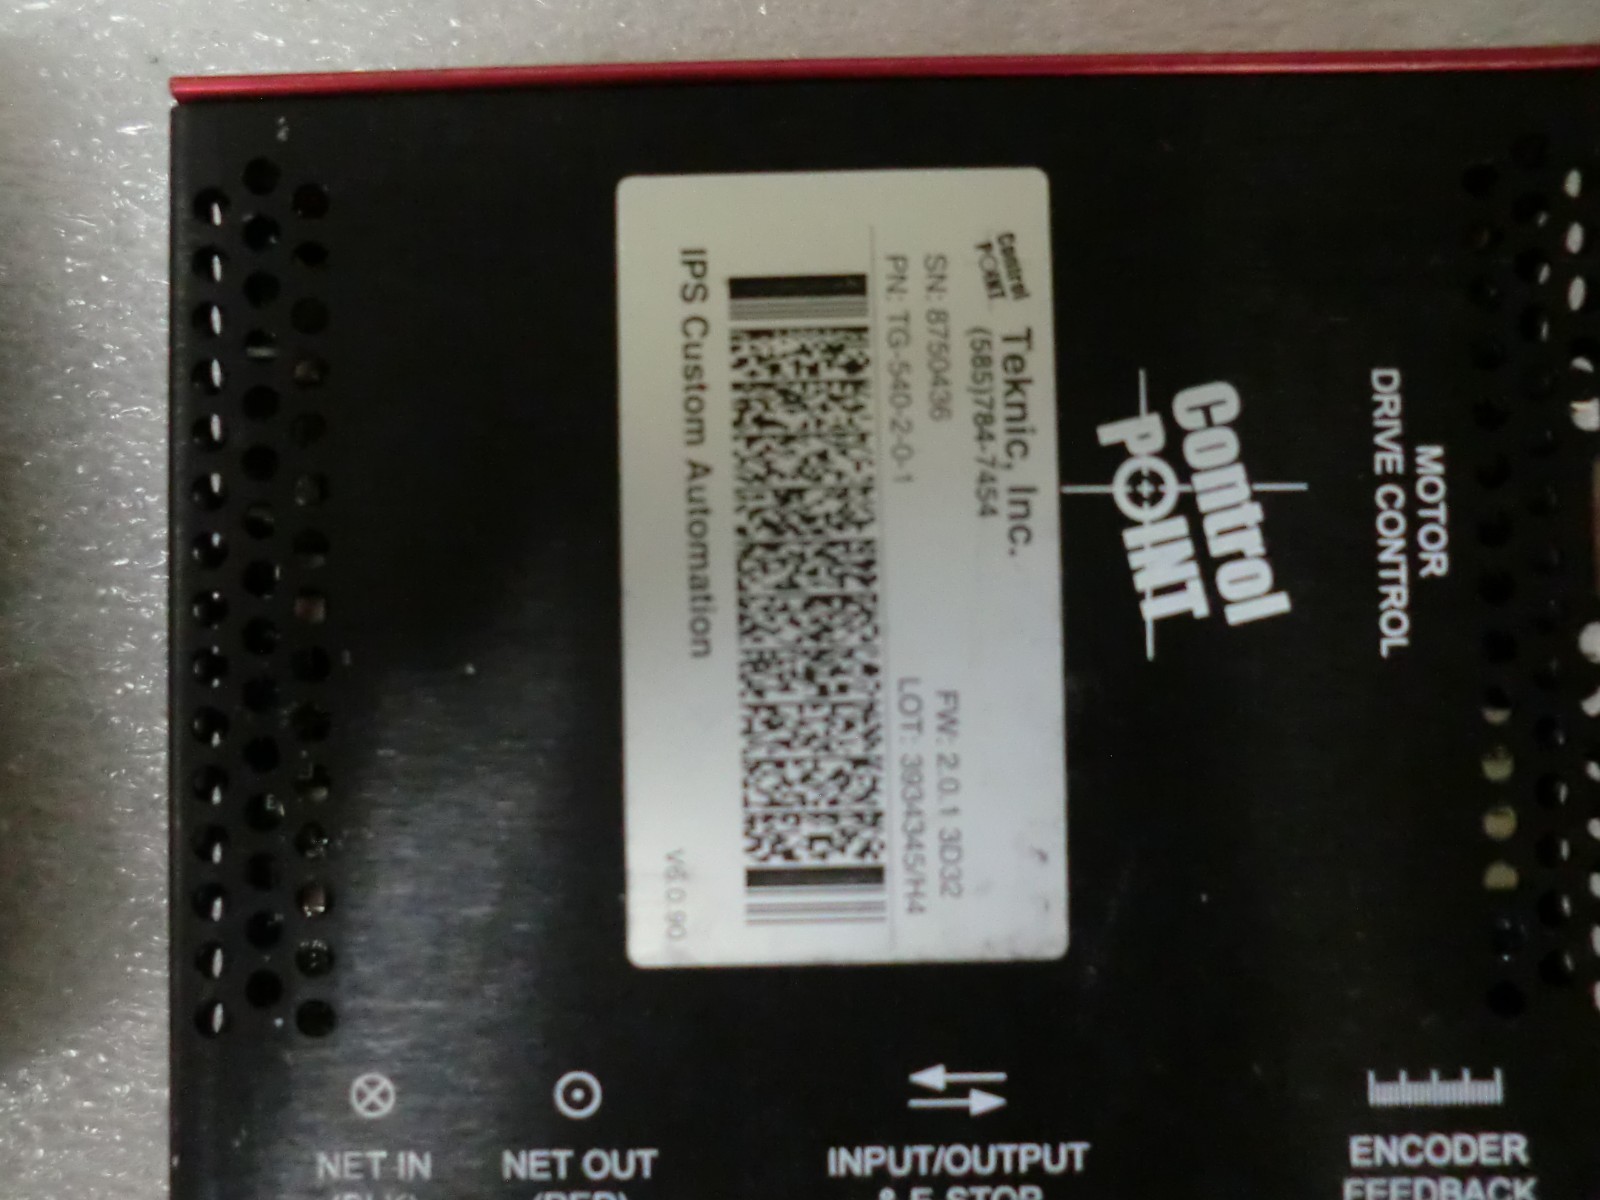 MOTOR
DRIVE CONTROL
Control
POINT
Control
POINT
Teknic, Inc.
(585)784-7454
SN: 8750436
FW: 2.0.1 3D32
PN: TG-540-2-0-1
LOT: 3934345/H4
IPS Custom Automation
v6.0.90
NET IN
NET OUT
INPUT/OUTPUT
& E-STOP
ENCODER
FEEDBACK